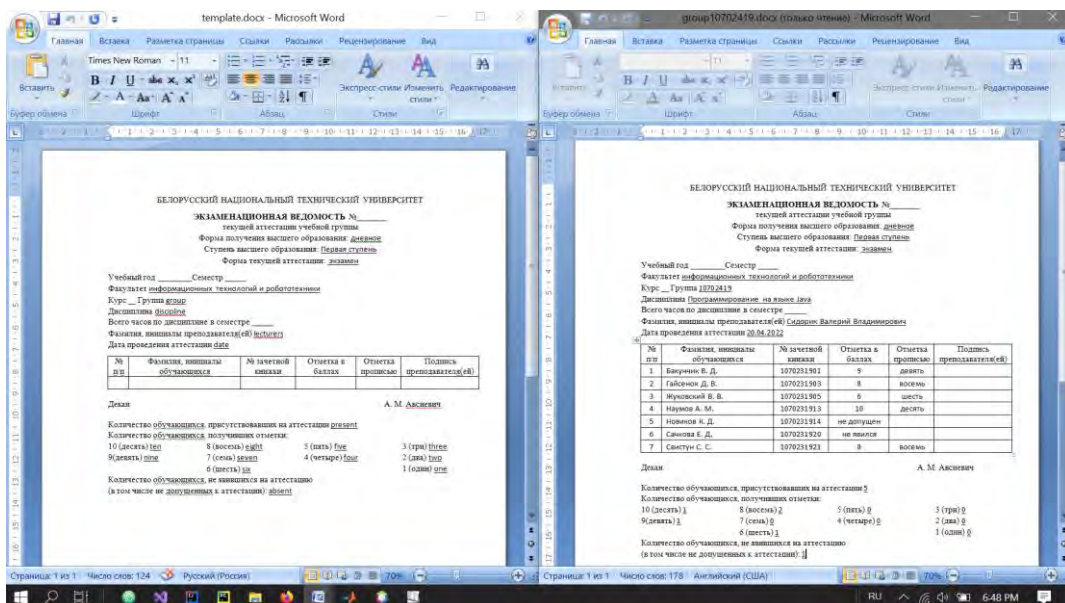 template.docx - Microsoft Word
Главная Вставка Разметка страницы Ссылки Рассылки Рецензирование Вид
Times New Roman 11
Вставить
Экспресс-стили Изменить стили Редактирование
Буфер обмена Шрифт Абзац Стили
БЕЛОРУССКИЙ НАЦИОНАЛЬНЫЙ ТЕХНИЧЕСКИЙ УНИВЕРСИТЕТ
ЭКЗАМЕНАЦИОННАЯ ВЕДОМОСТЬ №______
текущей аттестации учебной группы
Форма получения высшего образования: дневное
Ступень высшего образования: Первая ступень
Форма текущей аттестации: экзамен
Учебный год ________Семестр _____
Факультет информационных технологий и робототехники
Курс __ Группа group
Дисциплина discipline
Всего часов по дисциплине в семестре _____
Фамилия, инициалы преподавателя(ей) lecturers
Дата проведения аттестации date
№ п/п Фамилия, инициалы обучающихся № зачетной книжки Отметка в баллах Отметка прописью Подпись преподавателя(ей)
Декан А. М. Авсиевич
Количество обучающихся, присутствовавших на аттестации present
Количество обучающихся, получивших отметки:
10 (десять) ten 8 (восемь) eight 5 (пять) five 3 (три) three
9(девять) nine 7 (семь) seven 4 (четыре) four 2 (два) two
6 (шесть) six 1 (один) one
Количество обучающихся, не явившихся на аттестацию
(в том числе не допущенных к аттестации): absent
Страница: 1 из 1 Число слов: 124 Русский (Россия) 70%
group10702419.docx (только чтение) - Microsoft Word
Главная Вставка Разметка страницы Ссылки Рассылки Рецензирование Вид
11
Вставить
Экспресс-стили Изменить стили Редактирование
Буфер обмена Шрифт Абзац Стили
БЕЛОРУССКИЙ НАЦИОНАЛЬНЫЙ ТЕХНИЧЕСКИЙ УНИВЕРСИТЕТ
ЭКЗАМЕНАЦИОННАЯ ВЕДОМОСТЬ №______
текущей аттестации учебной группы
Форма получения высшего образования: дневное
Ступень высшего образования: Первая ступень
Форма текущей аттестации: экзамен
Учебный год ________Семестр _____
Факультет информационных технологий и робототехники
Курс __ Группа 10702419
Дисциплина Программирование на языке Java
Всего часов по дисциплине в семестре _____
Фамилия, инициалы преподавателя(ей) Сидорик Валерий Владимирович
Дата проведения аттестации 20.04.2022
№ п/п Фамилия, инициалы обучающихся № зачетной книжки Отметка в баллах Отметка прописью Подпись преподавателя(ей)
1 Бакунчик В. Д. 1070231901 9 девять
2 Гайсенок Д. В. 1070231903 8 восемь
3 Жуковский В. В. 1070231905 6 шесть
4 Наумов А. М. 1070231913 10 десять
5 Новиков К. Д. 1070231914 не допущен
6 Сачкова Е. Д. 1070231920 не явился
7 Свистун С. С. 1070231921 8 восемь
Декан А. М. Авсиевич
Количество обучающихся, присутствовавших на аттестации 5
Количество обучающихся, получивших отметки:
10 (десять) 1 8 (восемь) 2 5 (пять) 0 3 (три) 0
9(девять) 1 7 (семь) 0 4 (четыре) 0 2 (два) 0
6 (шесть) 1 1 (один) 0
Количество обучающихся, не явившихся на аттестацию
(в том числе не допущенных к аттестации):
Страница: 1 из 1 Число слов: 178 Английский (США) 70%
RU 6:48 PM